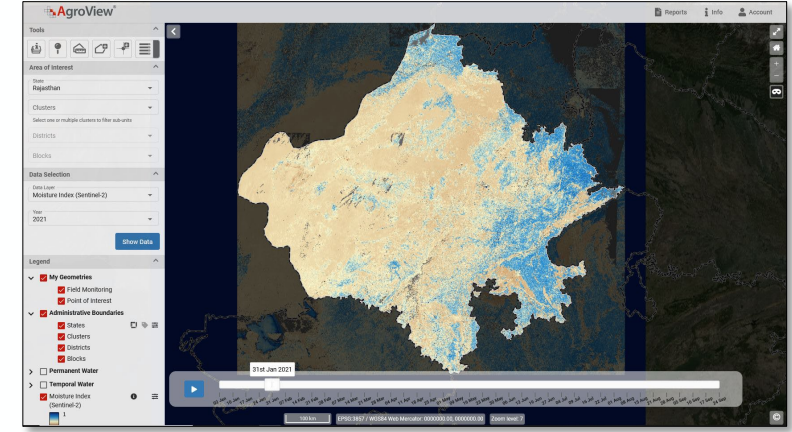 AgroView®
Reports
Info
Account
Tools
Area of Interest
State
Rajasthan
Clusters
Select one or multiple clusters to filter sub-units
Districts
Blocks
Data Selection
Data Layer
Moisture Index (Sentinel-2)
Year
2021
Show Data
Legend
My Geometries
Field Monitoring
Point of Interest
Administrative Boundaries
States
Clusters
Districts
Blocks
Permanent Water
Temporal Water
Moisture Index
(Sentinel-2)
1
31st Jan 2021
100 km
EPSG:3857 / WGS84 Web Mercator: 0000000.00, 0000000.00
Zoom level: 7